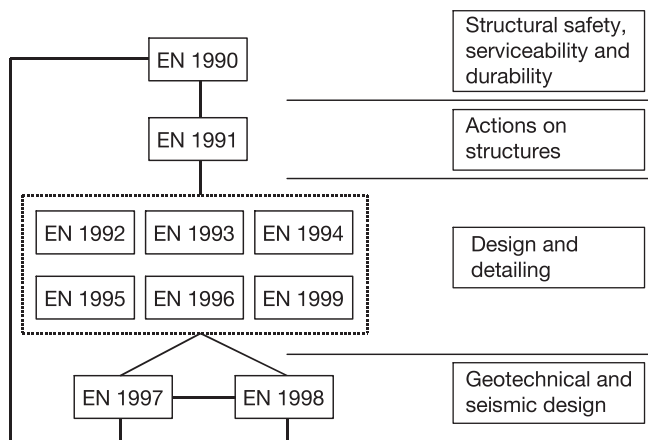 EN 1990
Structural safety,
serviceability and
durability
EN 1991
Actions on
structures
EN 1992
EN 1993
EN 1994
EN 1995
EN 1996
EN 1999
Design and
detailing
EN 1997
EN 1998
Geotechnical and
seismic design